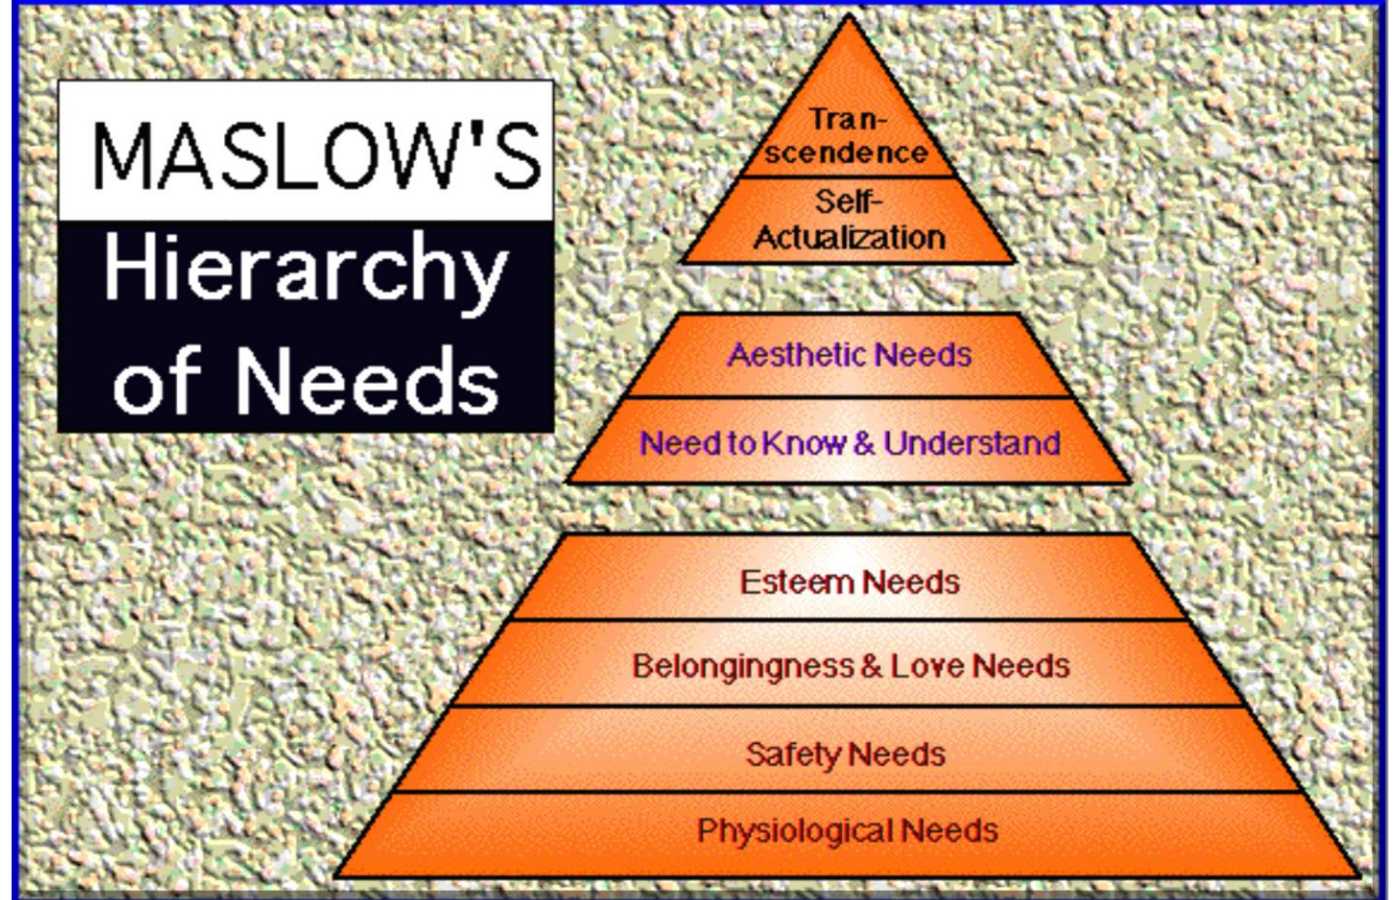 MASLOW'S
Hierarchy
of Needs
Tran-
scendence
Self-
Actualization
Aesthetic Needs
Need to Know & Understand
Esteem Needs
Belongingness & Love Needs
Safety Needs
Physiological Needs